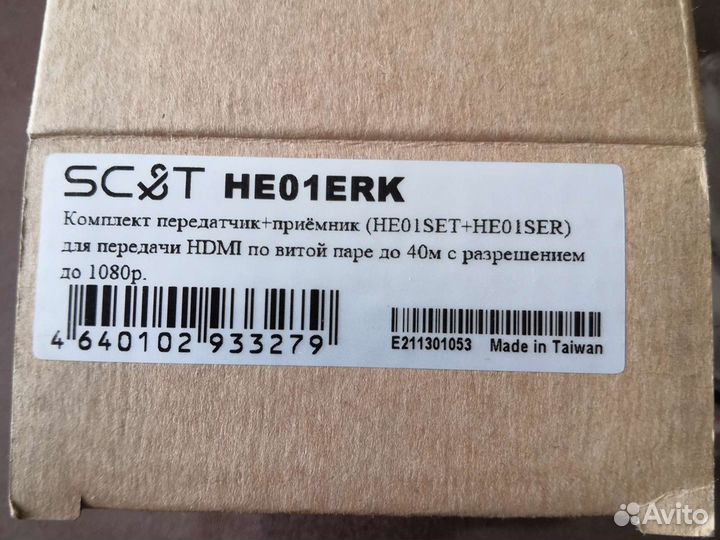 SC&T HE01ERK
Комплект передатчик+приёмник (HE01SET+HE01SER)
для передачи HDMI по витой паре до 40м с разрешением
до 1080p.
4 640102 933279
E211301053 Made in Taiwan
Avito